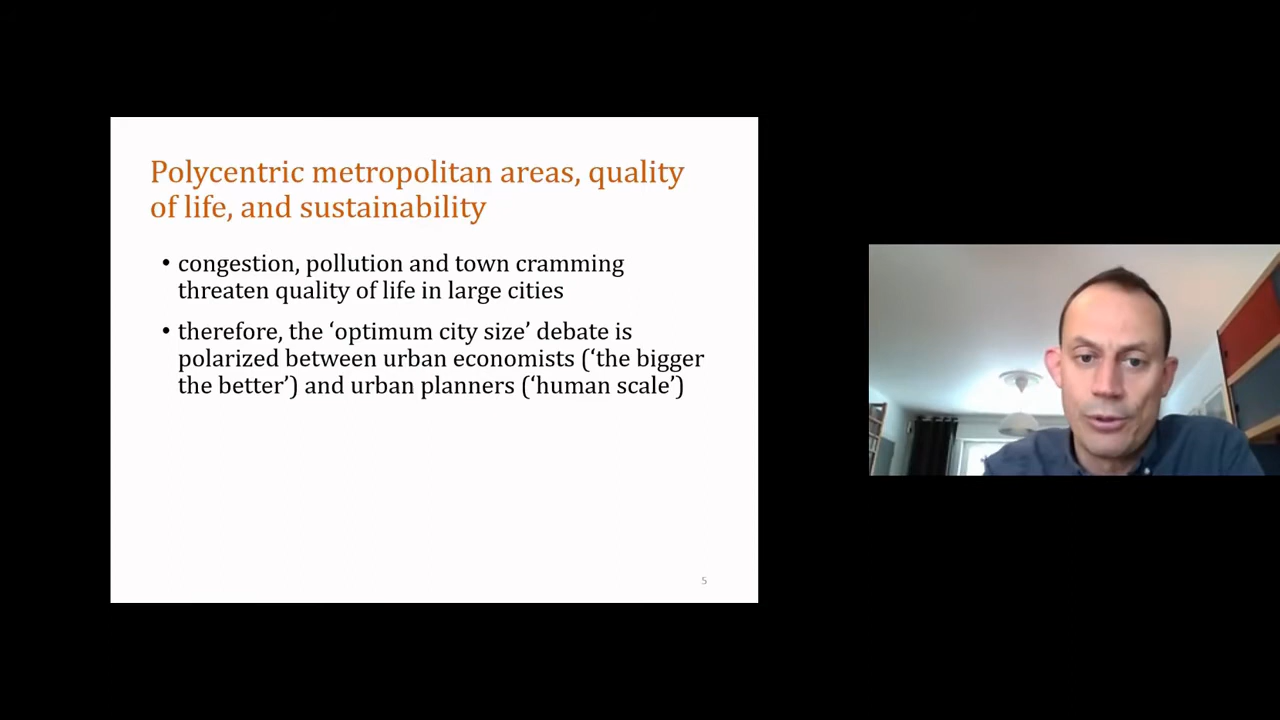 Polycentric metropolitan areas, quality
of life, and sustainability
• congestion, pollution and town cramming
threaten quality of life in large cities
• therefore, the ‘optimum city size’ debate is
polarized between urban economists (‘the bigger
the better’) and urban planners (‘human scale’)
5